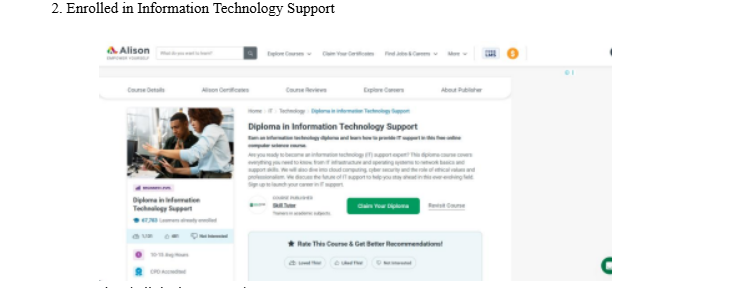 2. Enrolled in Information Technology Support
Alison
EMPOWER YOURSELF
What do you want to learn?
Explore Courses
Claim Your Certificates
Find Jobs & Careers
More
FREE LMS
Course Details
Alison Certificates
Course Reviews
Explore Careers
About Publisher
Home
IT
Technology
Diploma in Information Technology Support
Diploma in Information Technology Support
Earn an information technology diploma and learn how to provide IT support in this free online
computer science course.
Are you ready to become an information technology (IT) support expert? This diploma course covers
everything you need to know, from IT infrastructure and operating systems to network basics and
support skills. We will also dive into cloud computing, cyber security and the role of ethical values and
professionalism. We discuss the future of IT support to help you stay ahead in this ever-evolving field.
Sign up to launch your career in IT support.
COURSE PUBLISHER
Skill Tutor
Trainers in academic subjects.
Claim Your Diploma
Revisit Course
BEGINNER LEVEL
Diploma in Information
Technology Support
Learners already enrolled
Not Interested
10-15 Avg Hours
CPD Accredited
Rate This Course & Get Better Recommendations!
Loved This!
Liked This!
Not Interested